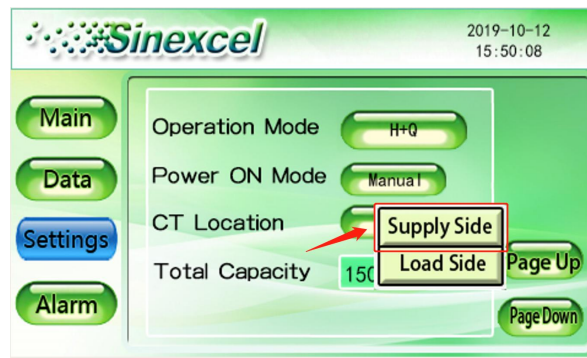 Sinexcel
2019-10-12
15:50:08
Main
Data
Settings
Alarm
Operation Mode H+Q
Power ON Mode Manual
CT Location
Supply Side
Load Side
Total Capacity 150
Page Up
Page Down